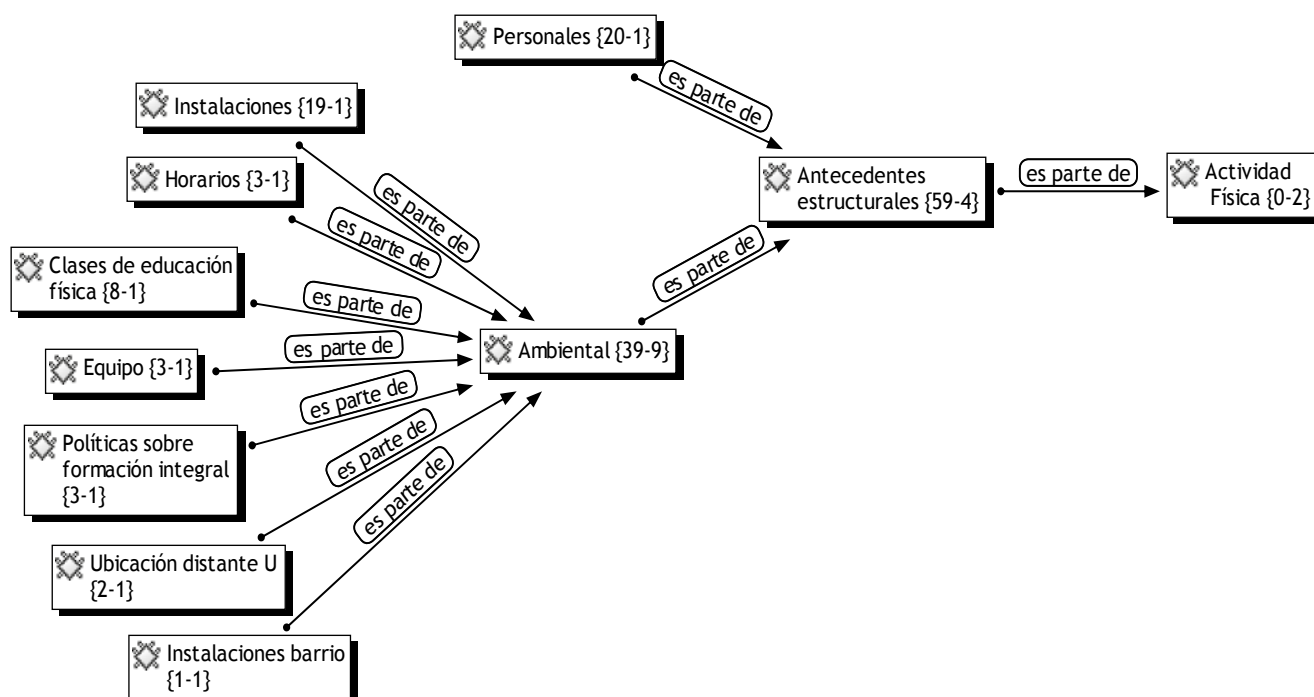 Personales {20-1}
es parte de
Instalaciones {19-1}
es parte de
Horarios {3-1}
es parte de
Antecedentes
estructurales {59-4}
es parte de
Actividad
Física {0-2}
Clases de educación
física {8-1}
es parte de
es parte de
Ambiental {39-9}
Equipo {3-1}
es parte de
Políticas sobre
formación integral
{3-1}
es parte de
Ubicación distante U
{2-1}
es parte de
Instalaciones barrio
{1-1}
es parte de